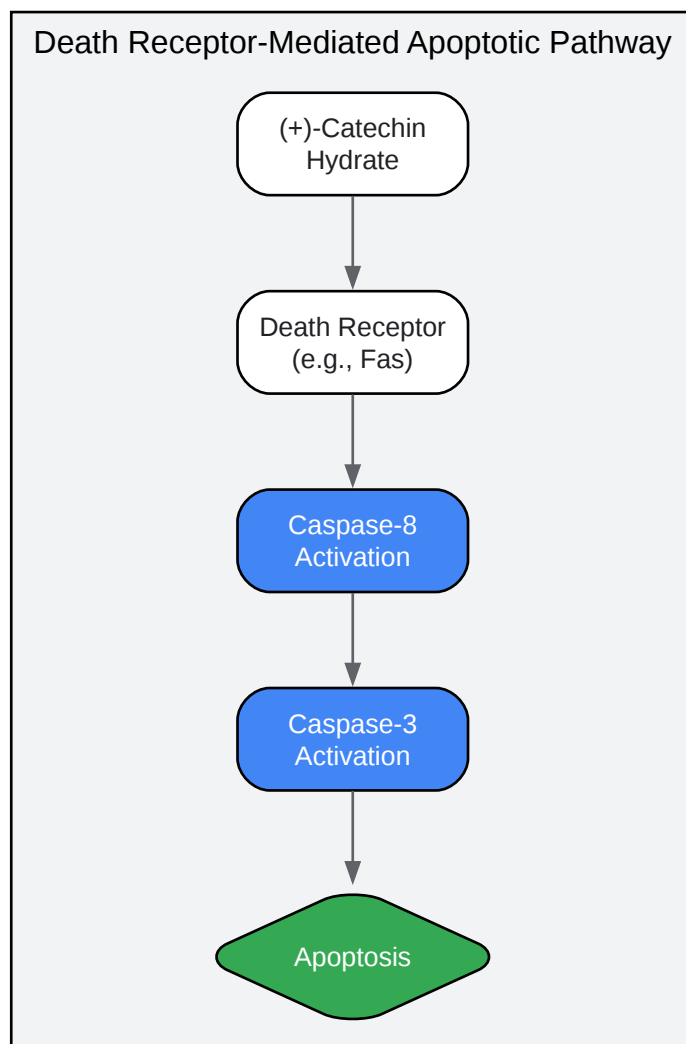 Death Receptor-Mediated Apoptotic Pathway
(+)-Catechin
Hydrate
Death Receptor
(e.g., Fas)
Caspase-8
Activation
Caspase-3
Activation
Apoptosis